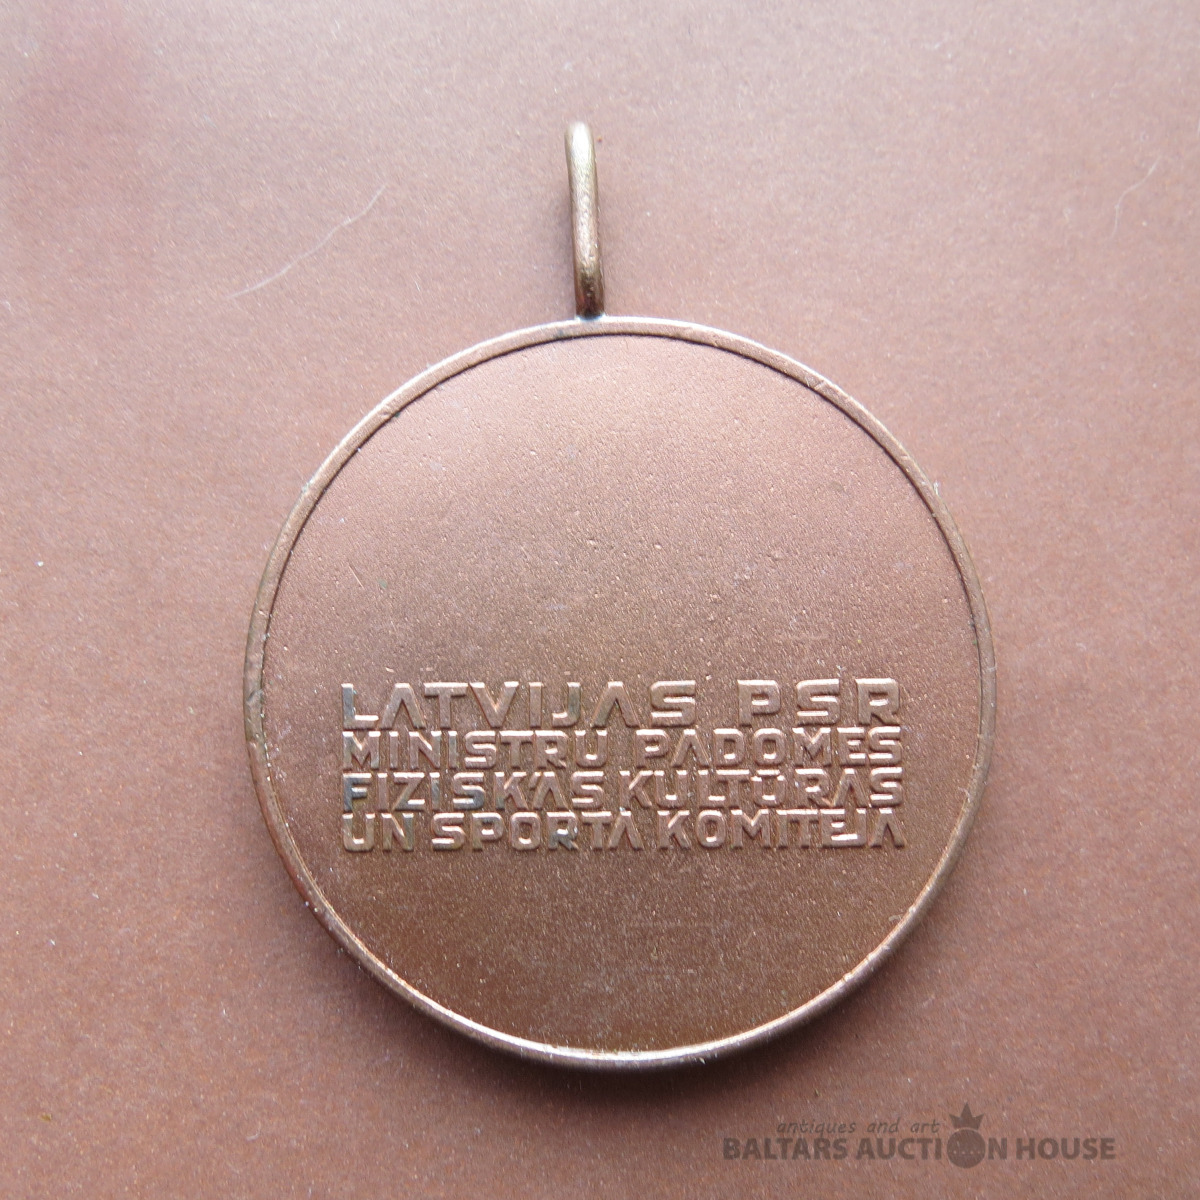 LATVIJAS PSR
MINISTRU PADOMES
FIZISKĀS KULTŪRAS
UN SPORTA KOMITEJA
antiques and art
BALTARS AUCTION HOUSE